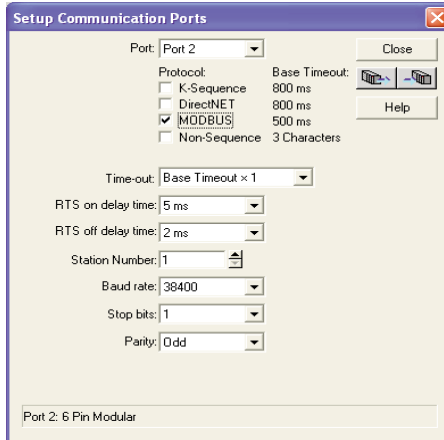 Setup Communication Ports
Port: Port 2 Close
Protocol: Base Timeout:
K-Sequence 800 ms
DirectNET 800 ms
MODBUS 500 ms
Non-Sequence 3 Characters
Help
Time-out: Base Timeout × 1
RTS on delay time: 5 ms
RTS off delay time: 2 ms
Station Number: 1
Baud rate: 38400
Stop bits: 1
Parity: Odd
Port 2: 6 Pin Modular